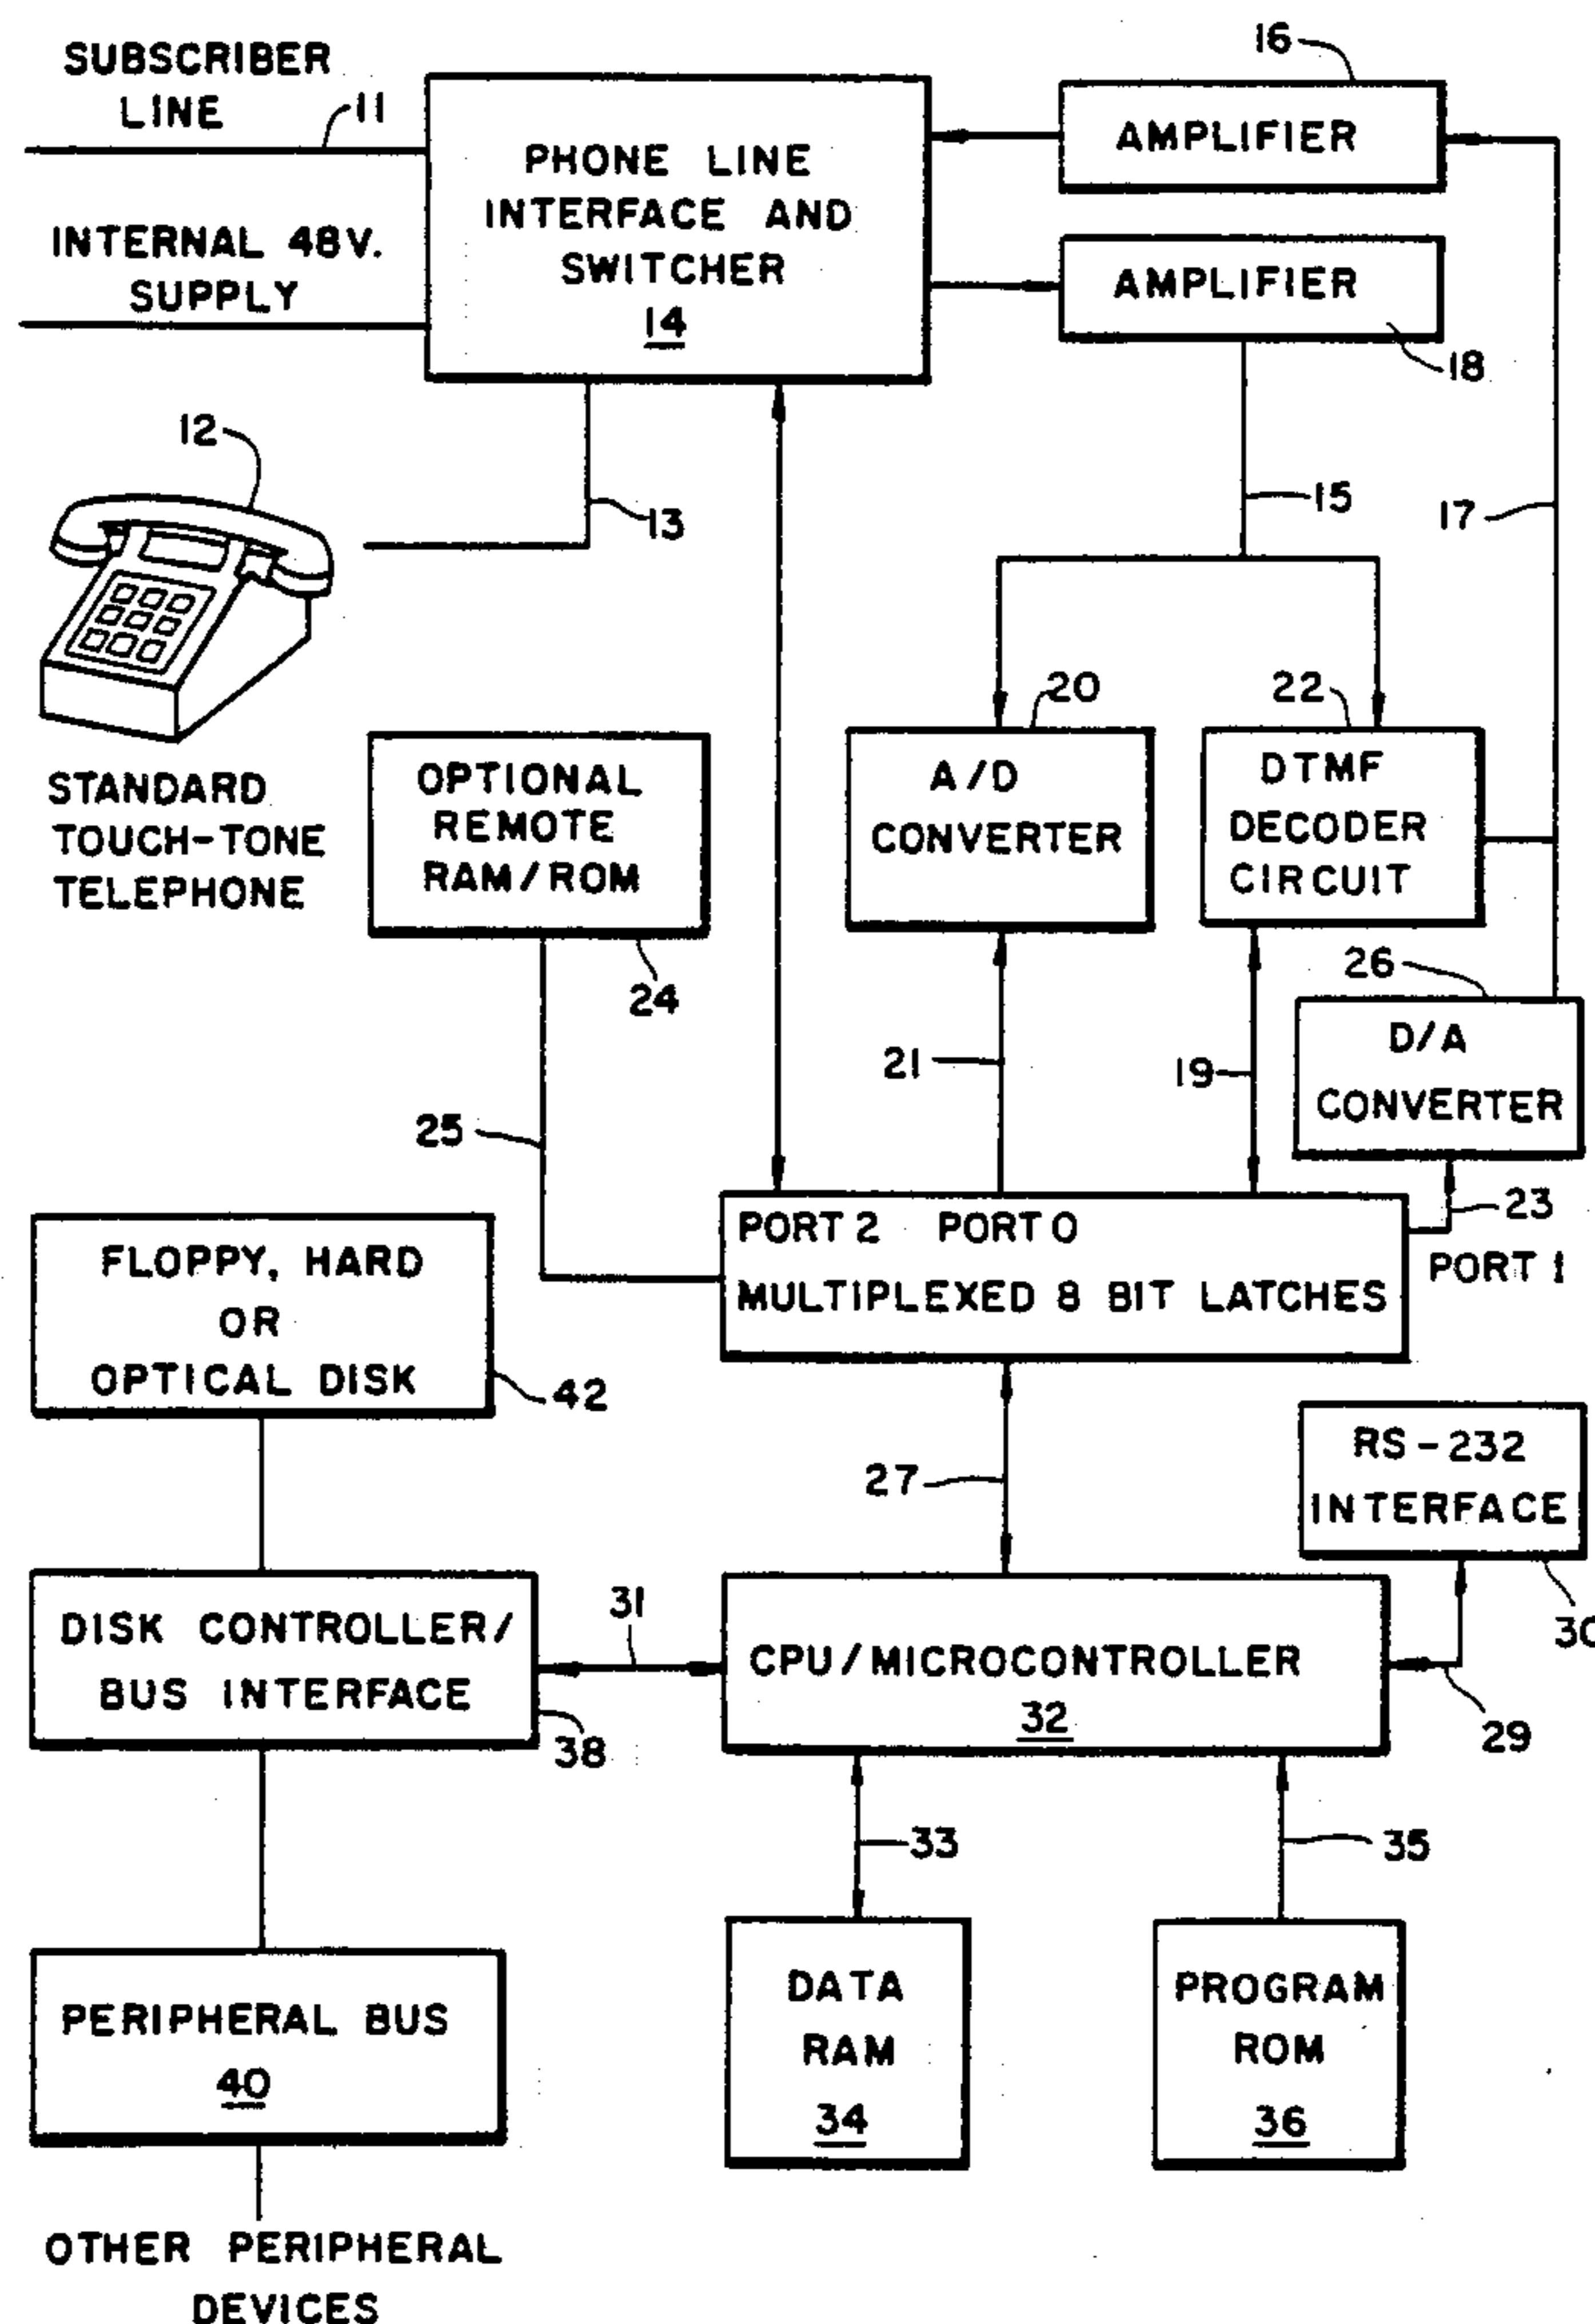 SUBSCRIBER
LINE
11
INTERNAL 48V.
SUPPLY
PHONE LINE
INTERFACE AND
SWITCHER
14
16
AMPLIFIER
AMPLIFIER
18
12
13
15
17
STANDARD
TOUCH-TONE
TELEPHONE
OPTIONAL
REMOTE
RAM/ROM
24
20
A/D
CONVERTER
22
DTMF
DECODER
CIRCUIT
26
D/A
CONVERTER
25
21
19
23
PORT 2 PORT 0
PORT 1
MULTIPLEXED 8 BIT LATCHES
FLOPPY, HARD
OR
OPTICAL DISK
42
27
RS-232
INTERFACE
30
DISK CONTROLLER/
BUS INTERFACE
38
31
CPU/MICROCONTROLLER
32
29
33
35
PERIPHERAL BUS
40
DATA
RAM
34
PROGRAM
ROM
36
OTHER PERIPHERAL
DEVICES